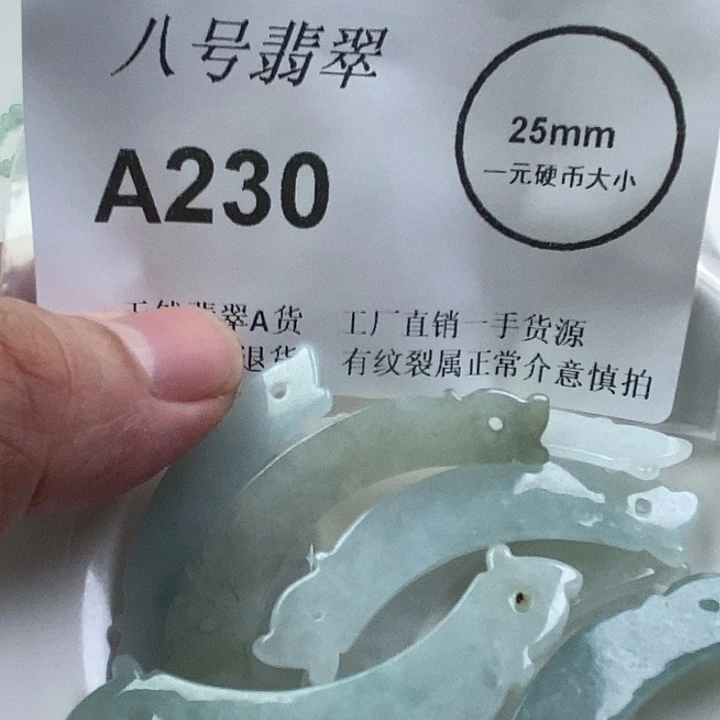 八号翡翠
A230
25mm
一元硬币大小
翡翠A货 工厂直销一手货源
退货 有纹裂属正常介意慎拍